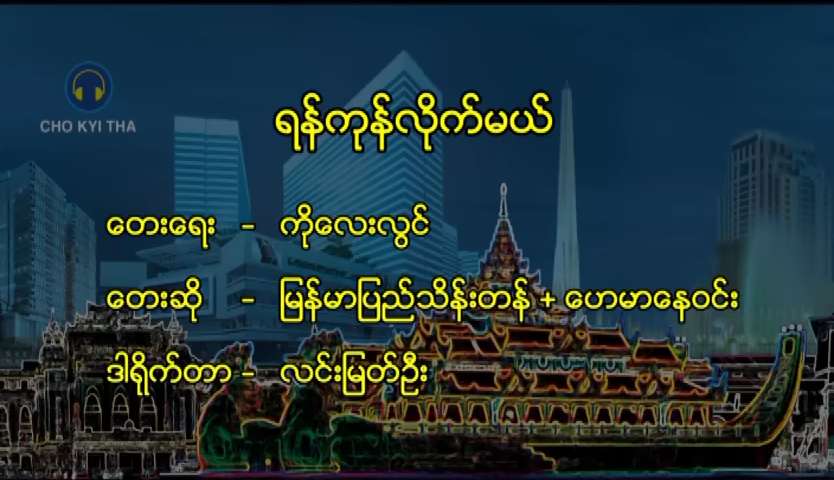 CHO KYI THA
ရန်ကုန်လိုက်မယ်
တေးရေး - ကိုလေးလွင်
တေးဆို - မြန်မာပြည်သိန်းတန် + ဟေမာနေဝင်း
ဒါရိုက်တာ - လင်းမြတ်ဦး